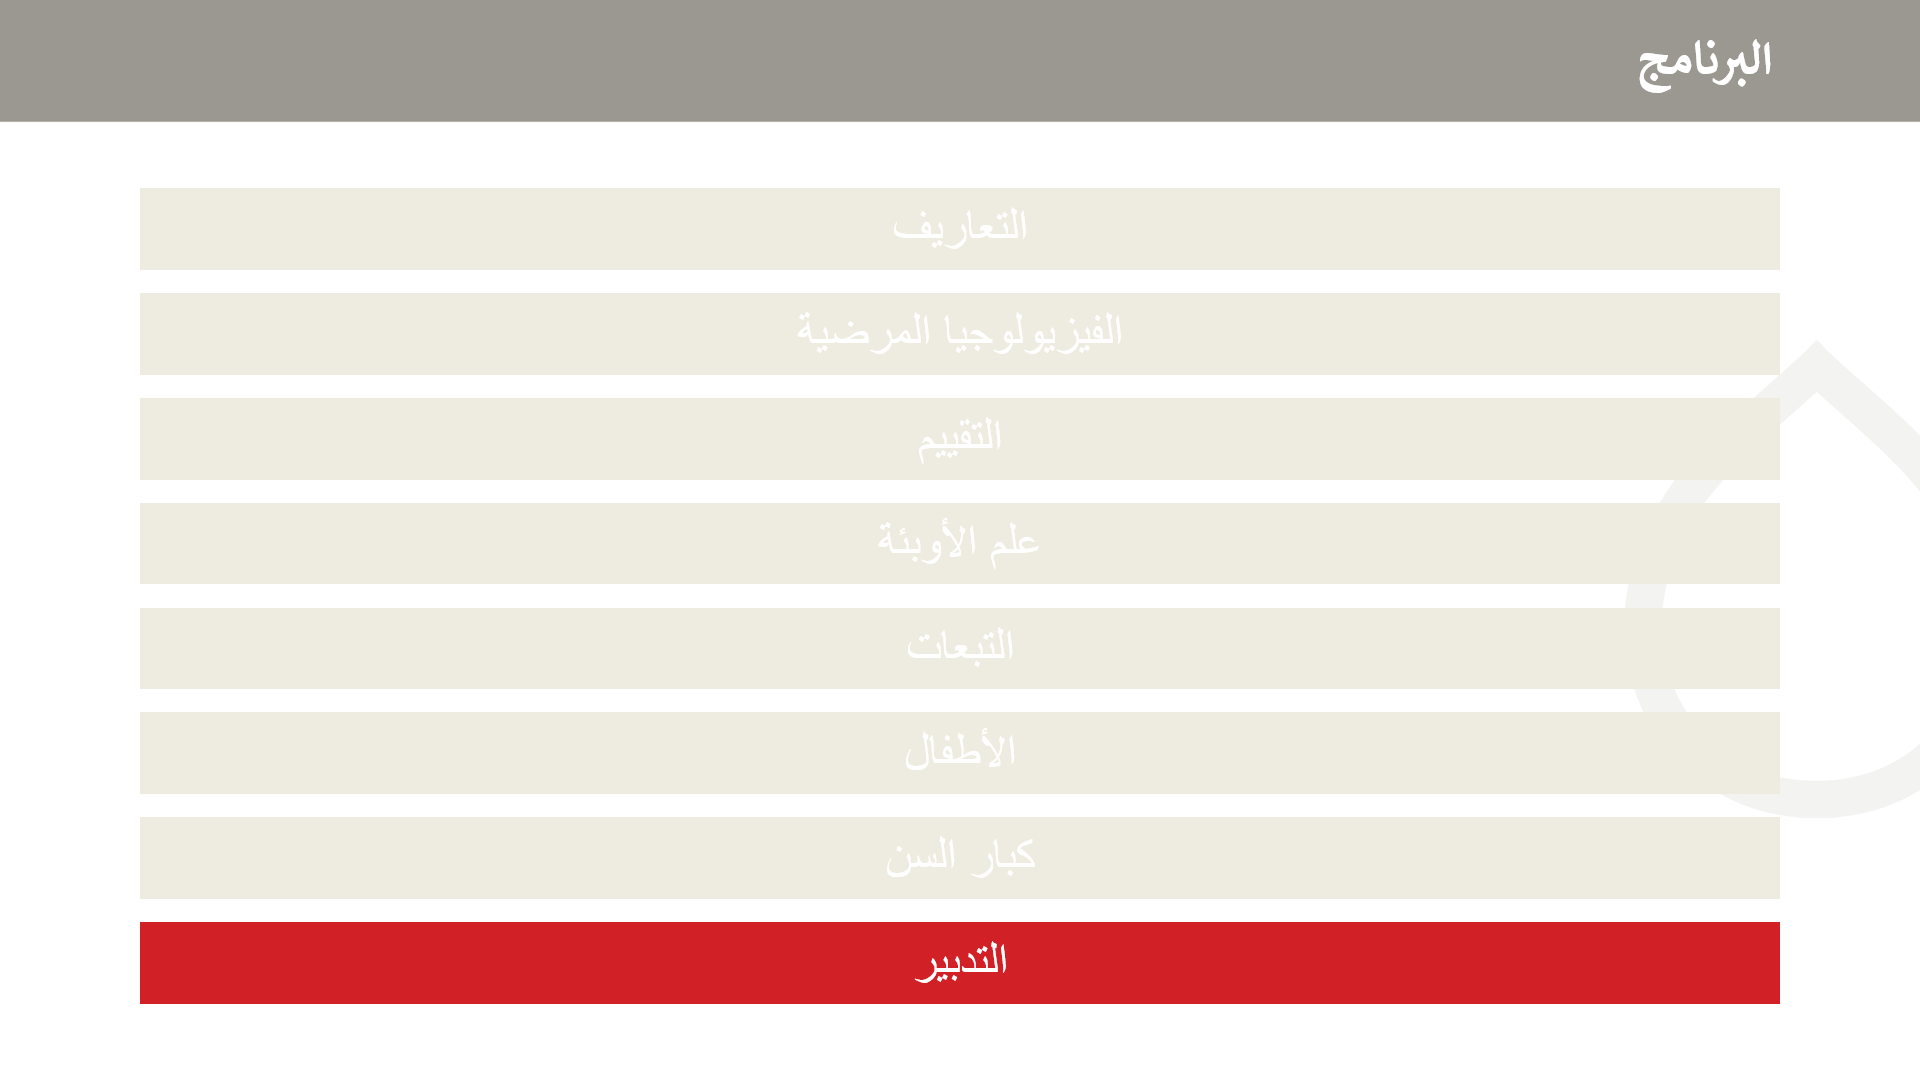 البرنامج
التعاريف
الفيزيولوجيا المرضية
التقييم
علم الأوبئة
التبعات
الأطفال
كبار السن
التدبير